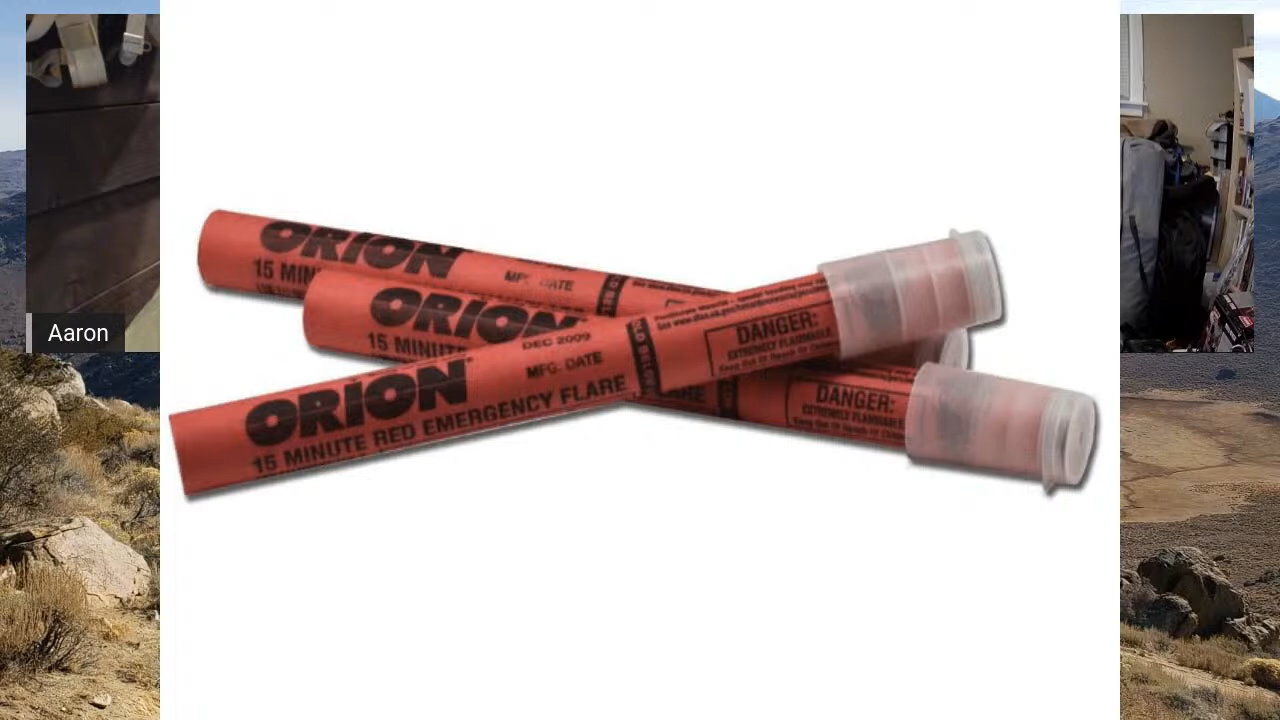 ORION
15 MIN
MFG. DATE
ORION
15 MINUTE
ORION
15 MINUTE RED EMERGENCY FLARE
DEC 2009
MFG. DATE
DANGER:
EXTREMELY FLAMMABLE
DANGER:
EXTREMELY FLAMMABLE
Aaron